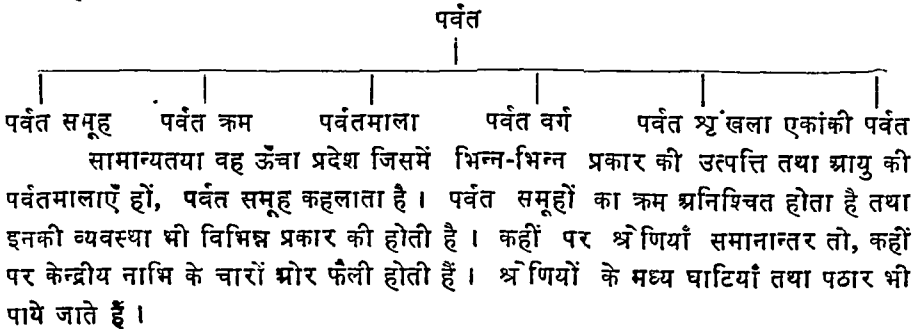 पर्वत
पर्वत समूह पर्वत क्रम पर्वतमाला पर्वत वर्ग पर्वत श्रृंखला एकांकी पर्वत
सामान्यतया वह ऊँचा प्रदेश जिसमें भिन्न-भिन्न प्रकार की उत्पत्ति तथा आयु की
पर्वतमालाएँ हों, पर्वत समूह कहलाता है। पर्वत समूहों का क्रम अनिश्चित होता है तथा
इनकी व्यवस्था भी विभिन्न प्रकार की होती है। कहीं पर श्रेणियाँ समानान्तर तो, कहीं
पर केन्द्रीय नाभि के चारों ओर फैली होती हैं। श्रेणियों के मध्य घाटियाँ तथा पठार भी
पाये जाते हैं।